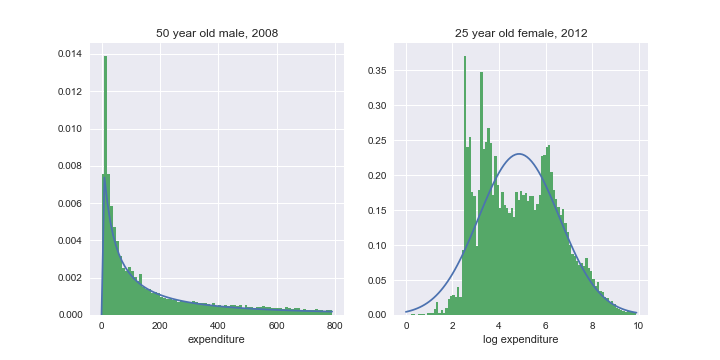 50 year old male, 2008
0.014
0.012
0.010
0.008
0.006
0.004
0.002
0.000
0 200 400 600 800
expenditure
25 year old female, 2012
0.35
0.30
0.25
0.20
0.15
0.10
0.05
0.00
0 2 4 6 8 10
log expenditure